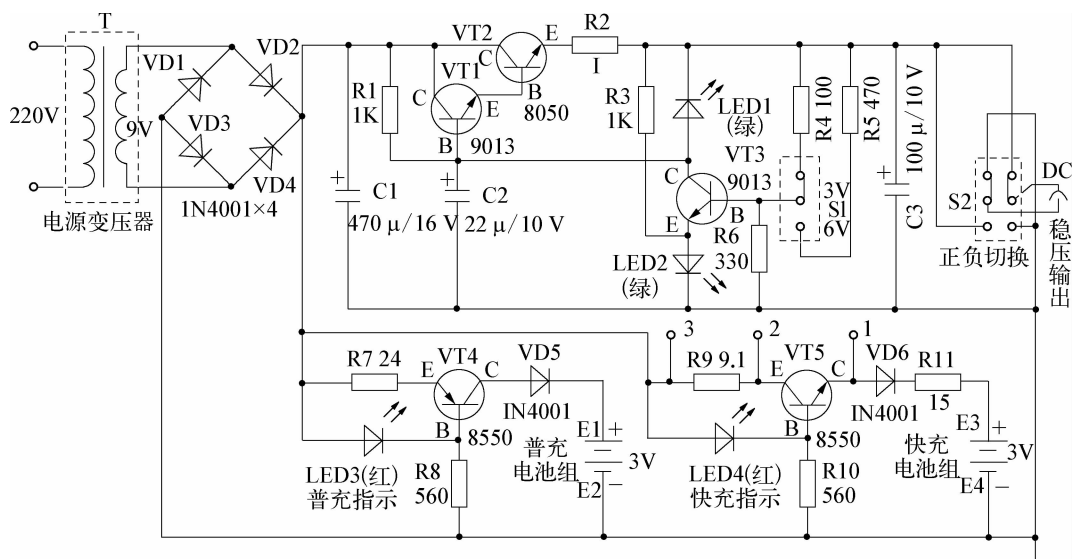 T
VD1
VD2
VD3
VD4
220V
9V
电源变压器
1N4001×4
R1
1K
C
VT1
E
B
9013
VT2
C
E
B
8050
R2
I
+
C1
470 μ/16 V
+
C2
22 μ/10 V
R3
1K
LED1
(绿)
VT3
9013
C
B
E
LED2
(绿)
R4 100
R5 470
3V
S1
6V
R6
330
+
C3
100 μ/10 V
S2
正负切换
DC
稳压输出
R7 24
E
VT4
C
B
8550
VD5
IN4001
LED3(红)
普充指示
R8
560
普充
电池组
E1
+
3V
E2
−
3
2
1
R9 9.1
E
VT5
C
B
8550
VD6
IN4001
R11
15
LED4(红)
快充指示
R10
560
快充
电池组
E3
+
3V
E4
−